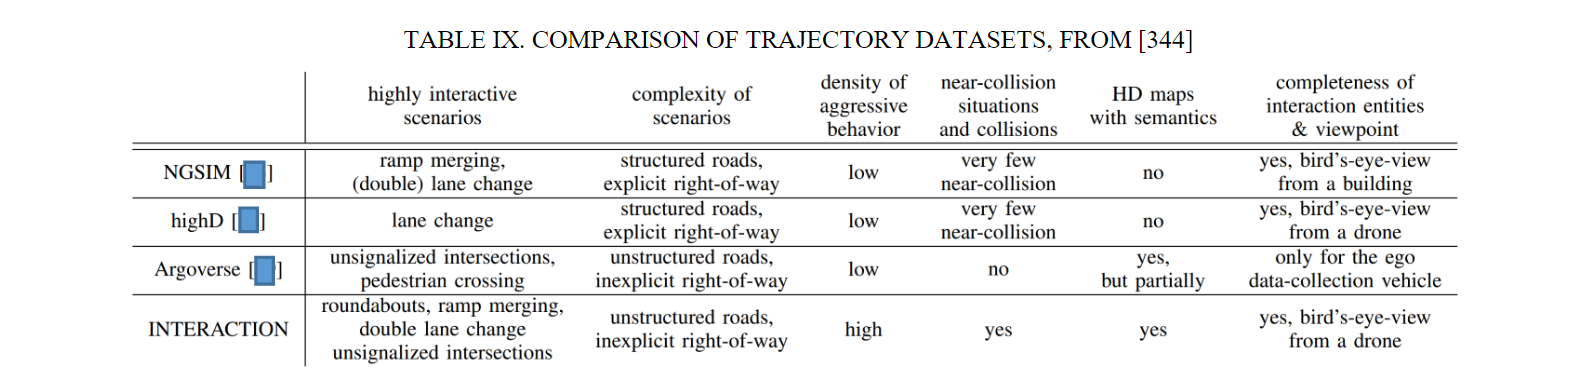 TABLE IX. COMPARISON OF TRAJECTORY DATASETS, FROM [344]
highly interactive scenarios
complexity of scenarios
density of aggressive behavior
near-collision situations and collisions
HD maps with semantics
completeness of interaction entities & viewpoint
NGSIM []
ramp merging, (double) lane change
structured roads, explicit right-of-way
low
very few near-collision
no
yes, bird's-eye-view from a building
highD []
lane change
structured roads, explicit right-of-way
low
very few near-collision
no
yes, bird's-eye-view from a drone
Argoverse []
unsignalized intersections, pedestrian crossing
unstructured roads, inexplicit right-of-way
low
no
yes, but partially
only for the ego data-collection vehicle
INTERACTION
roundabouts, ramp merging, double lane change unsignalized intersections
unstructured roads, inexplicit right-of-way
high
yes
yes
yes, bird's-eye-view from a drone